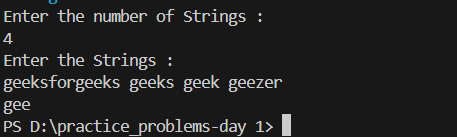 Enter the number of Strings :
4
Enter the Strings :
geeksforgeeks geeks geek geezer
gee
PS D:\practice_problems-day 1>